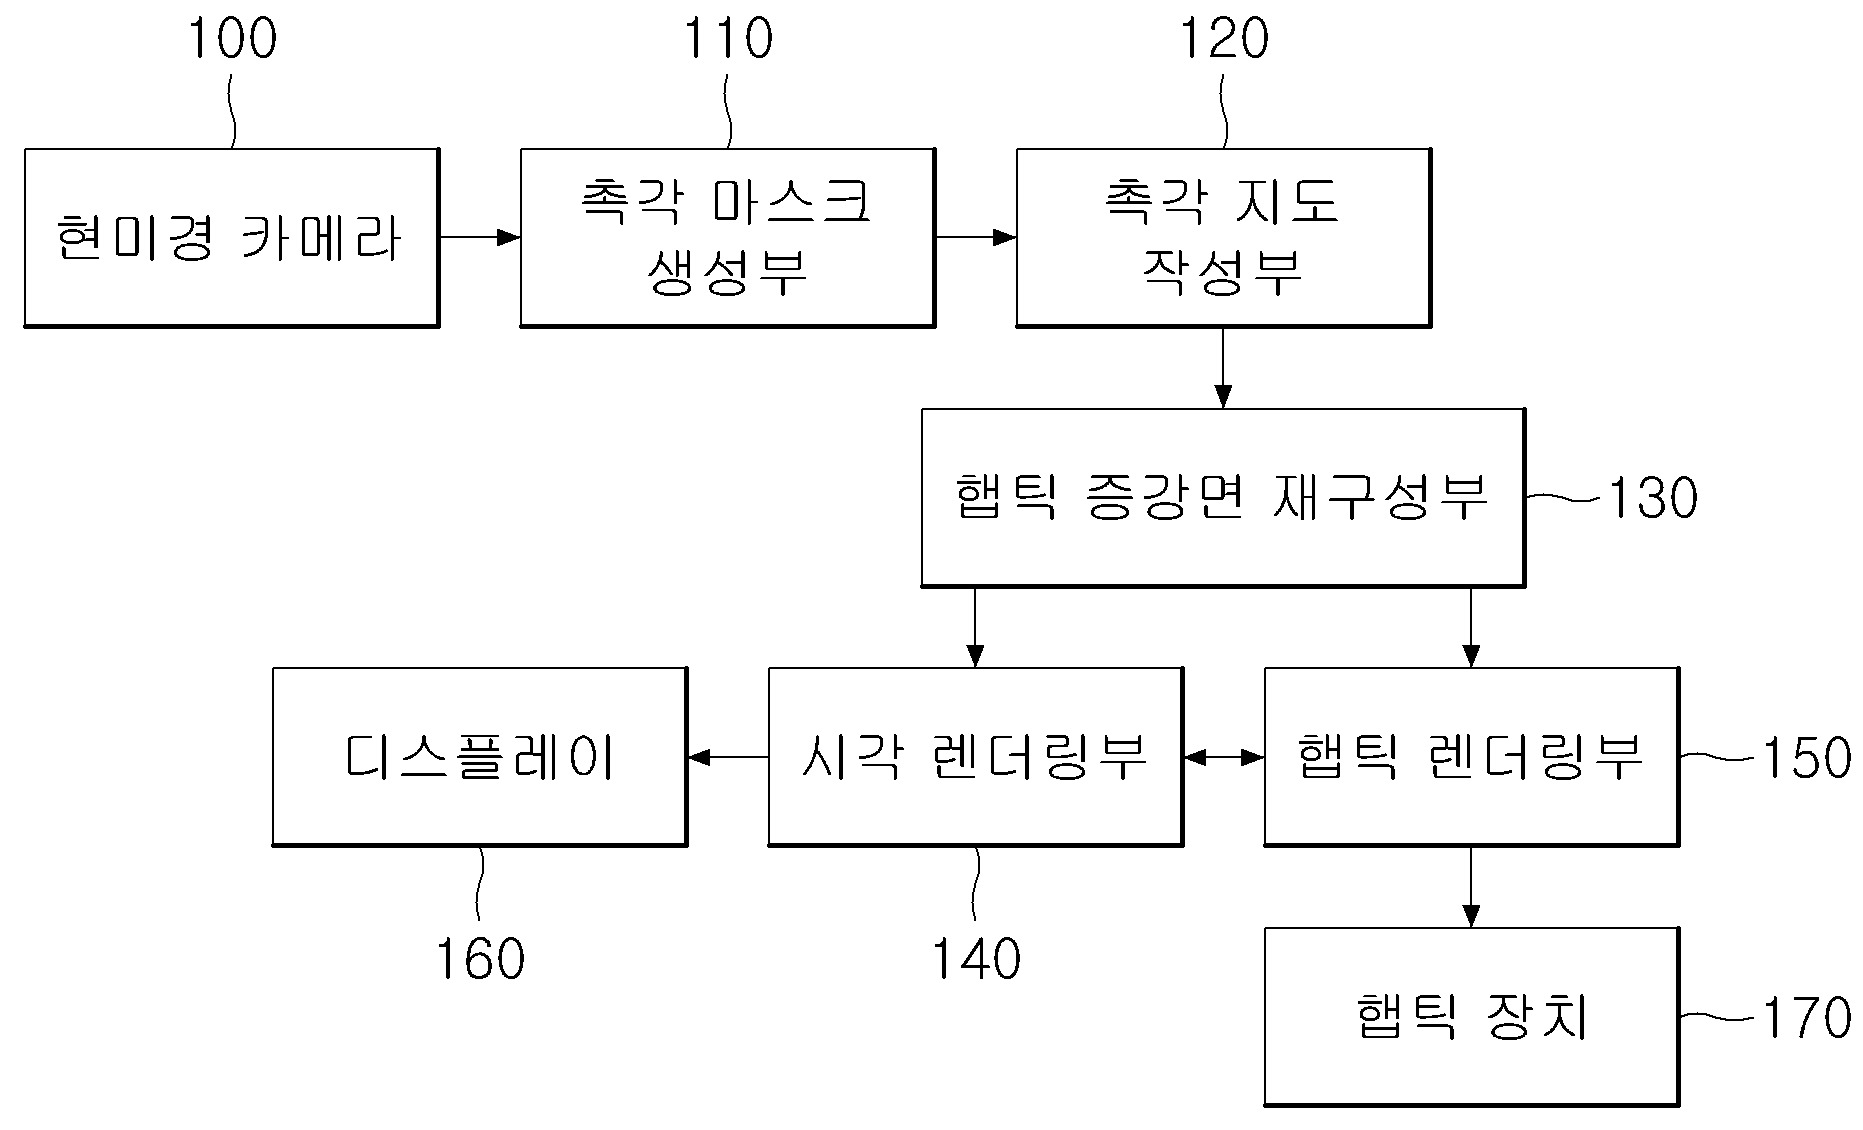 100
110
120
현미경 카메라
촉각 마스크
생성부
촉각 지도
작성부
햅틱 증강면 재구성부
130
디스플레이
시각 렌더링부
햅틱 렌더링부
150
160
140
햅틱 장치
170